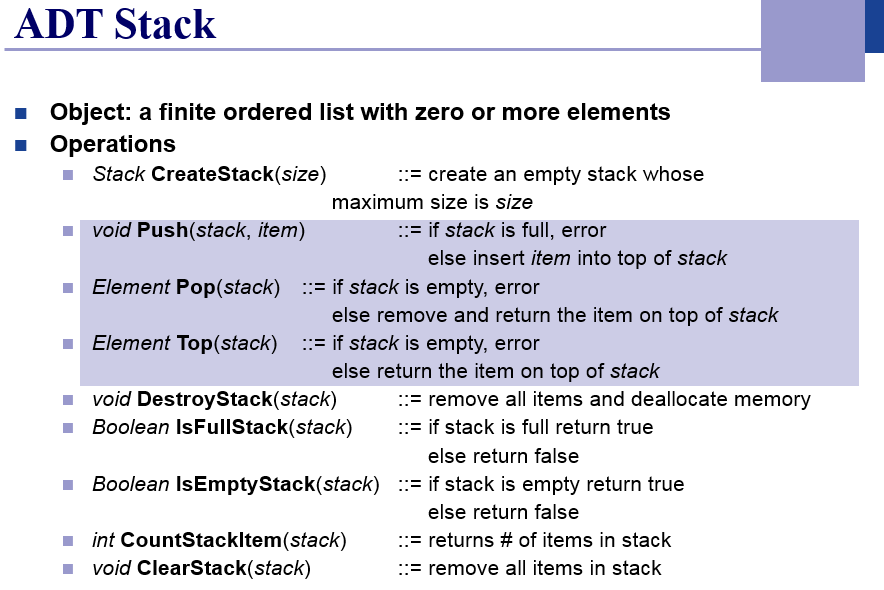 ADT Stack
Object: a finite ordered list with zero or more elements
Operations
Stack CreateStack(size) ::= create an empty stack whose
maximum size is size
void Push(stack, item) ::= if stack is full, error
else insert item into top of stack
Element Pop(stack) ::= if stack is empty, error
else remove and return the item on top of stack
Element Top(stack) ::= if stack is empty, error
else return the item on top of stack
void DestroyStack(stack) ::= remove all items and deallocate memory
Boolean IsFullStack(stack) ::= if stack is full return true
else return false
Boolean IsEmptyStack(stack) ::= if stack is empty return true
else return false
int CountStackItem(stack) ::= returns # of items in stack
void ClearStack(stack) ::= remove all items in stack